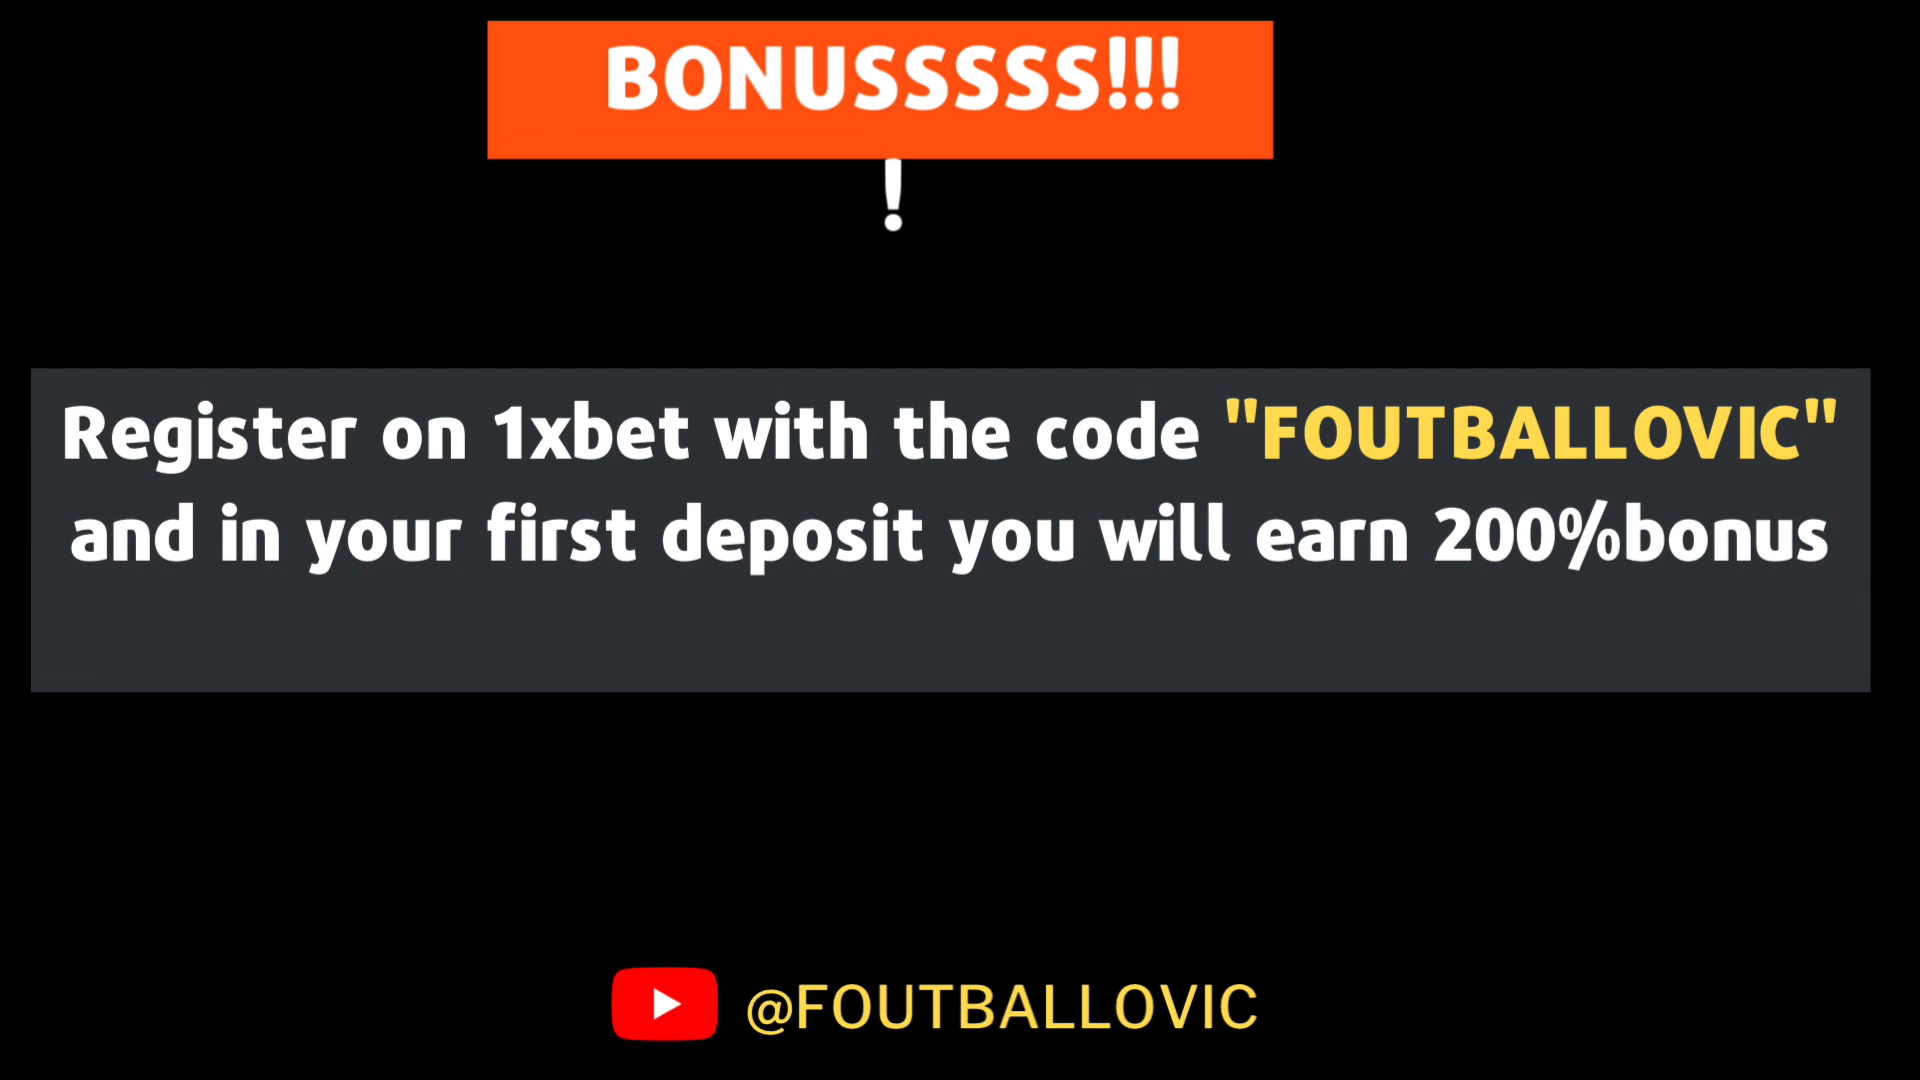 BONUSSSSS!!!
!
Register on 1xbet with the code "FOUTBALLOVIC"
and in your first deposit you will earn 200%bonus
@FOUTBALLOVIC